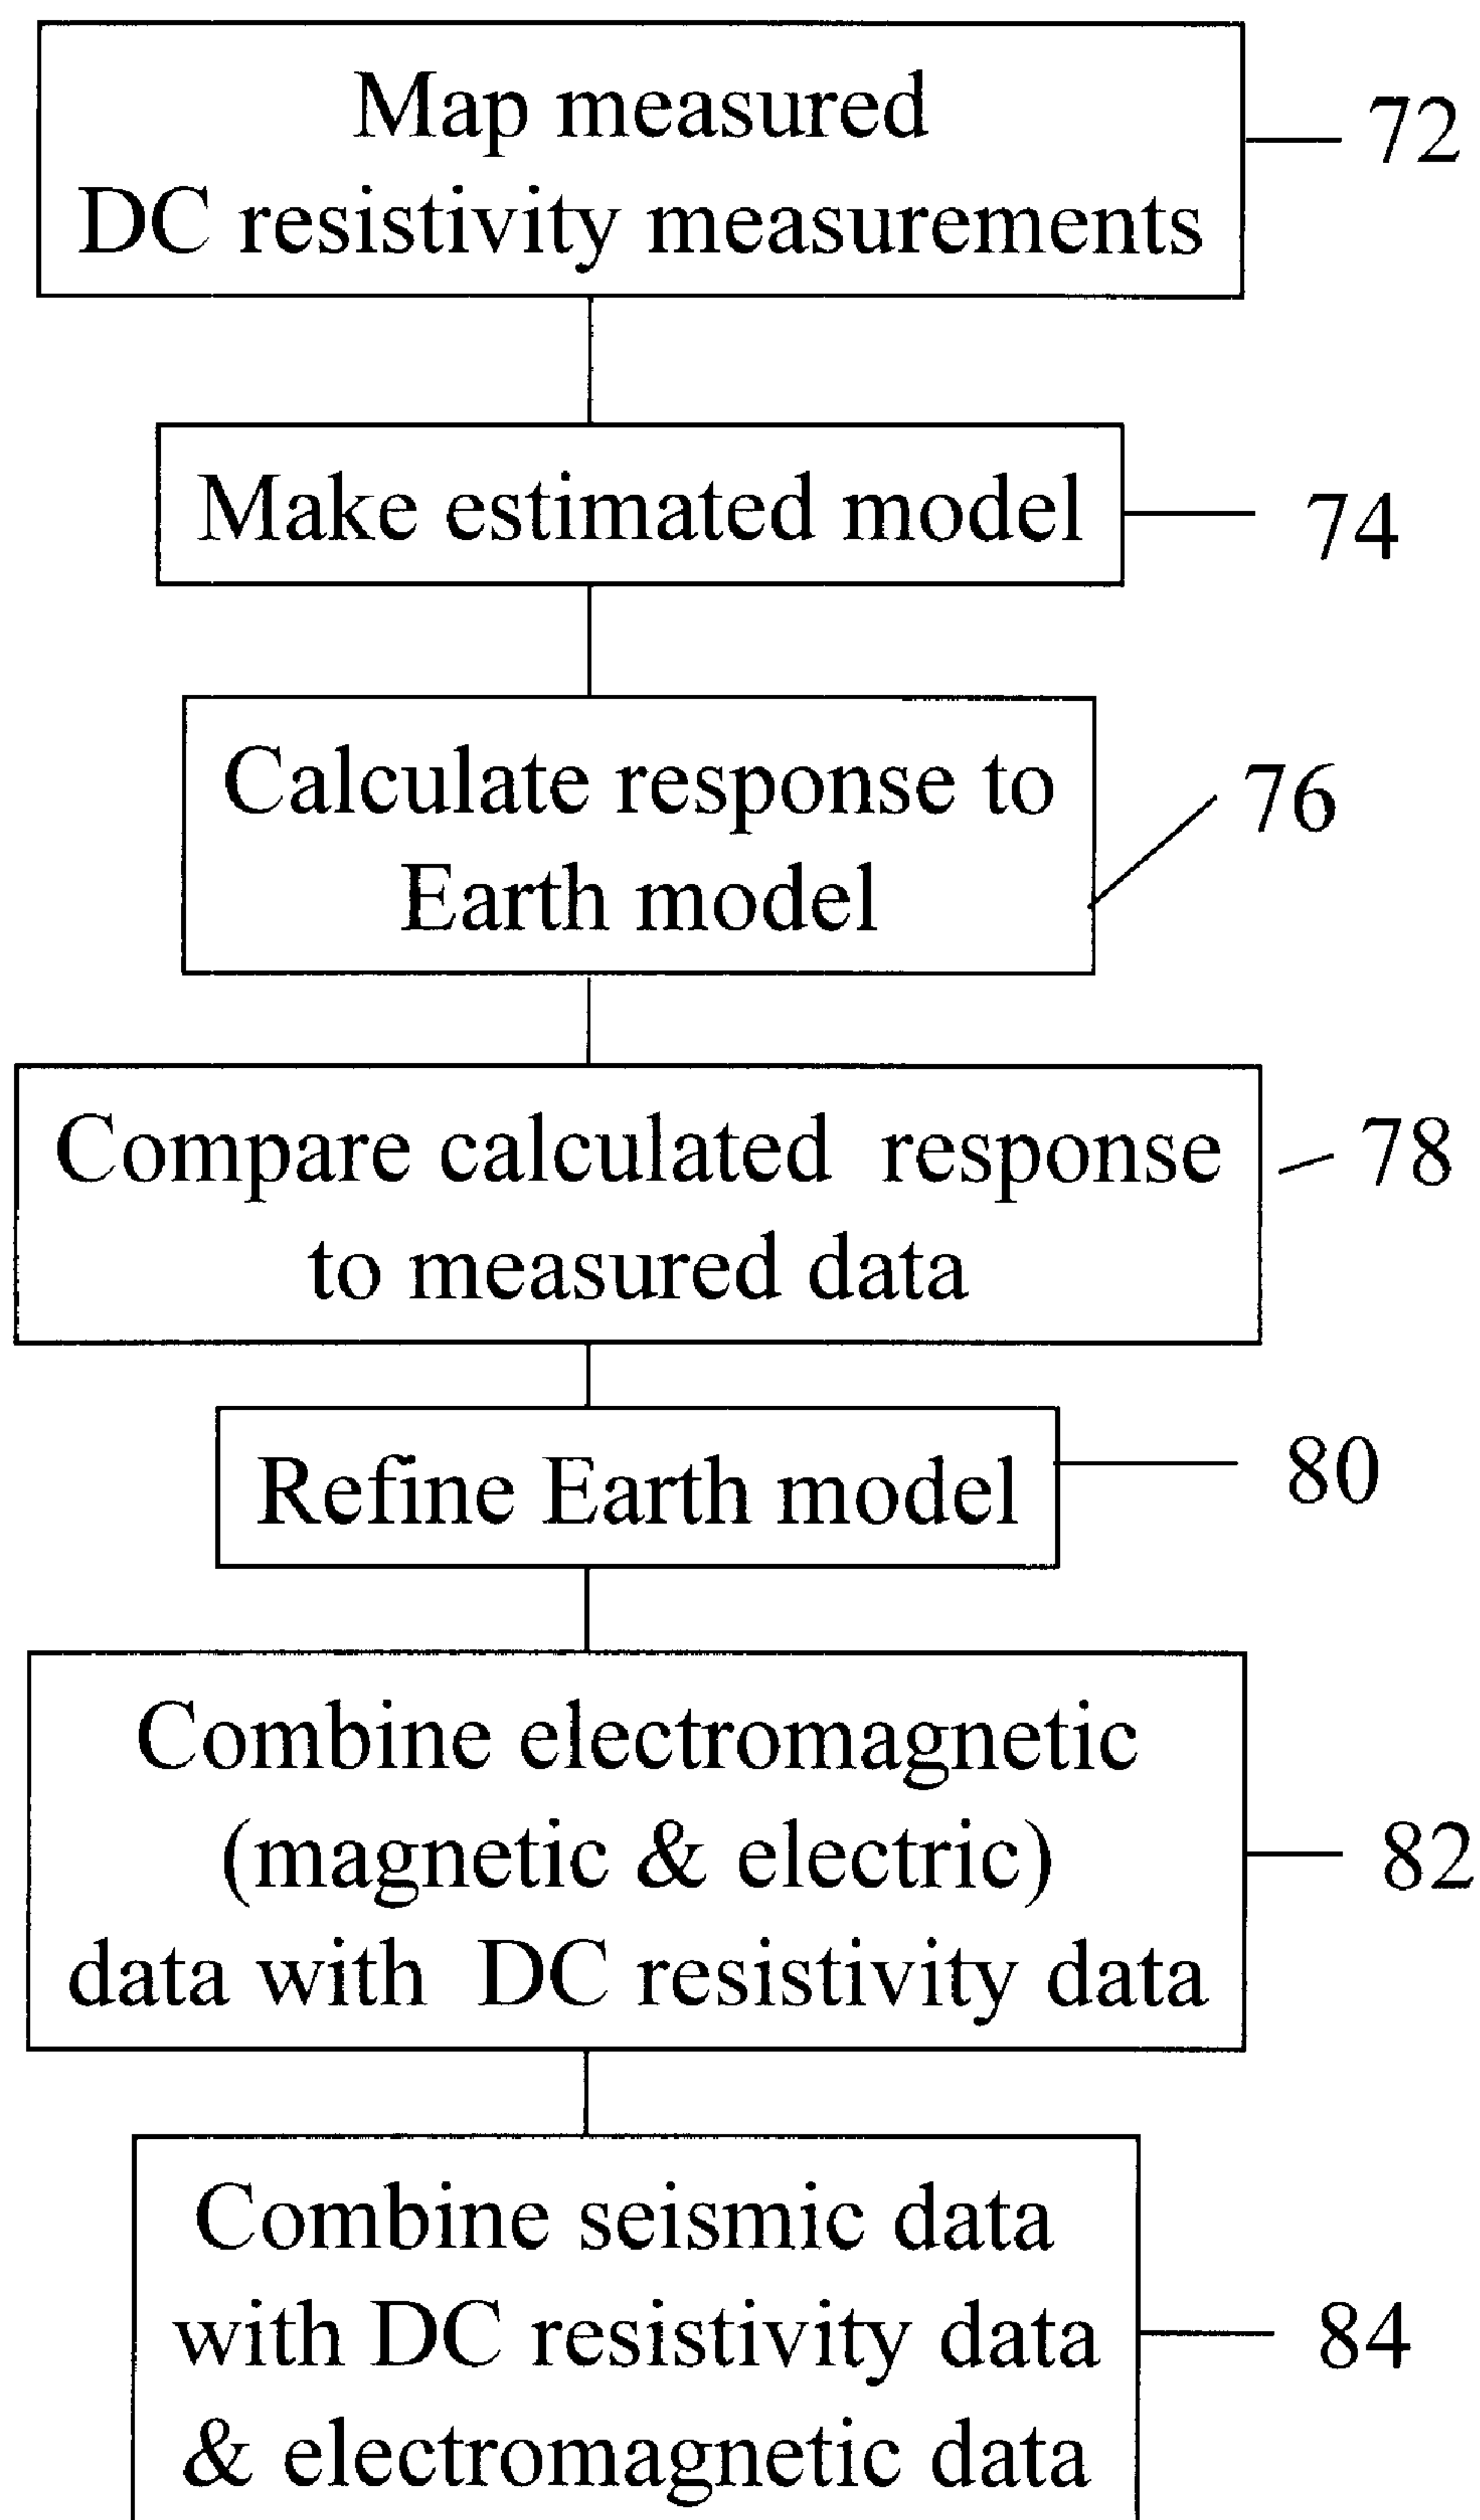 Map measured
DC resistivity measurements
72
Make estimated model
74
Calculate response to
Earth model
76
Compare calculated response
to measured data
78
Refine Earth model
80
Combine electromagnetic
(magnetic & electric)
data with DC resistivity data
82
Combine seismic data
with DC resistivity data
& electromagnetic data
84